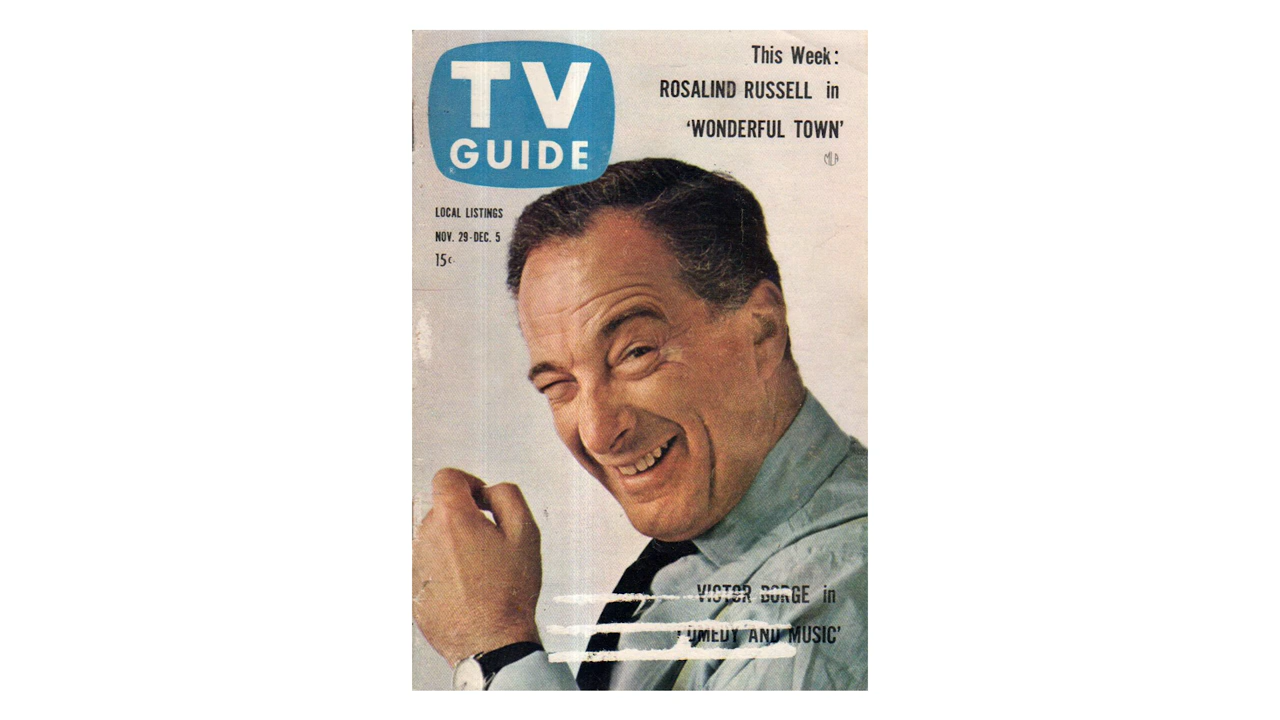 TV
GUIDE
®
This Week:
ROSALIND RUSSELL in
'WONDERFUL TOWN'
LOCAL LISTINGS
NOV. 29-DEC. 5
15¢
VICTOR BORGE in
OMEDY AND MUSIC'